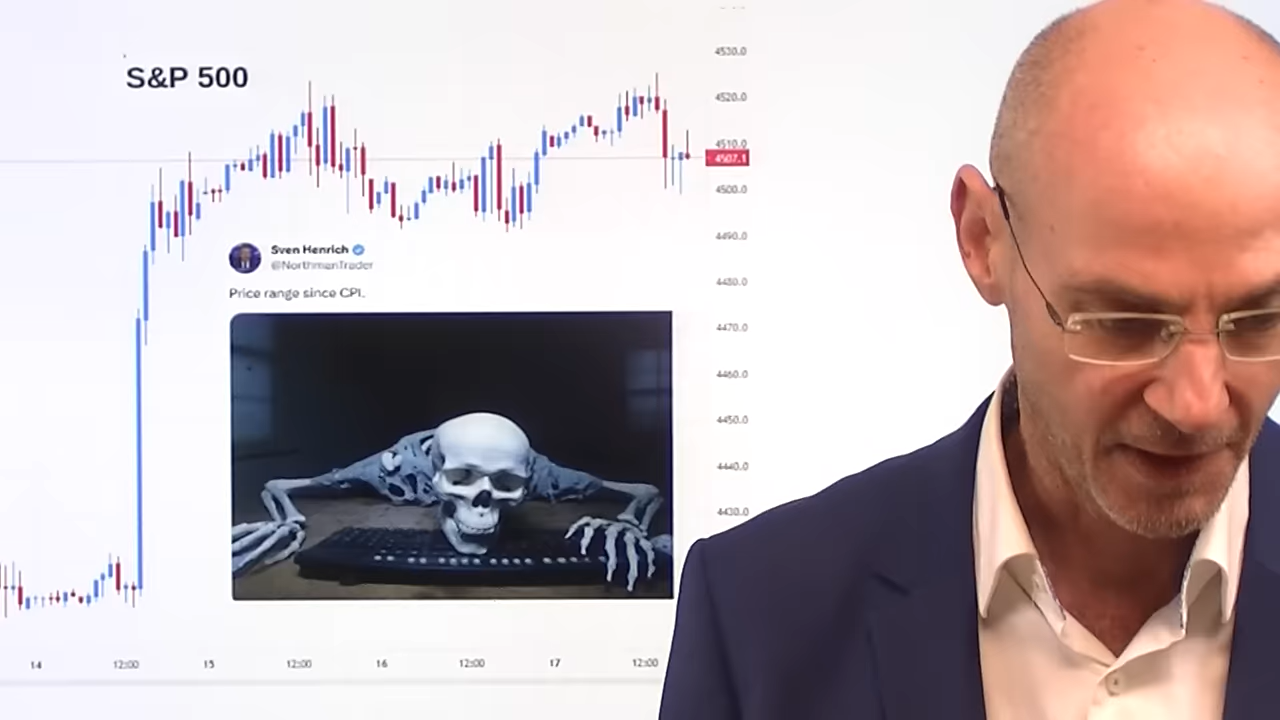 S&P 500
4530.0
4520.0
4510.0
4507.1
4500.0
4490.0
4480.0
4470.0
4460.0
4450.0
4440.0
4430.0
Sven Henrich
@NorthmanTrader
Price range since CPI.
14 12:00 15 12:00 16 12:00 17 12:00